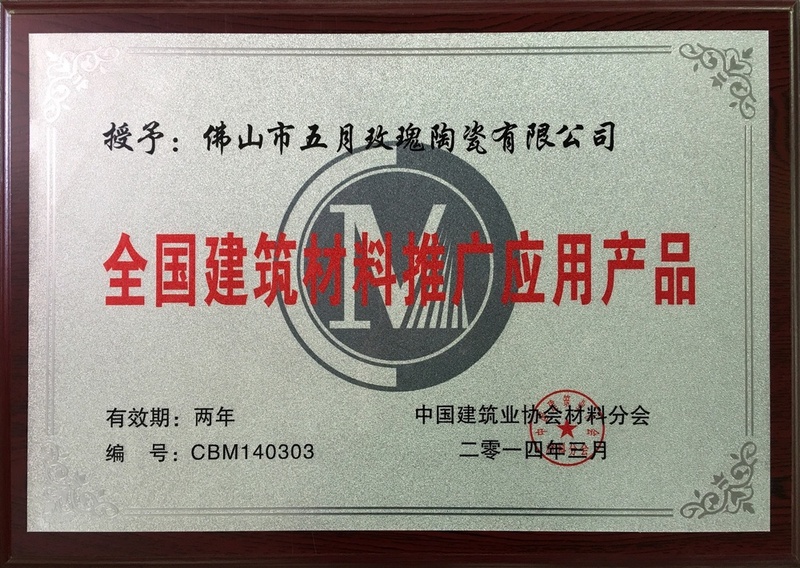 授予：佛山市五月玫瑰陶瓷有限公司
全国建筑材料推广应用产品
有效期：两年
编 号：CBM140303
中国建筑业协会材料分会
二零一四年三月